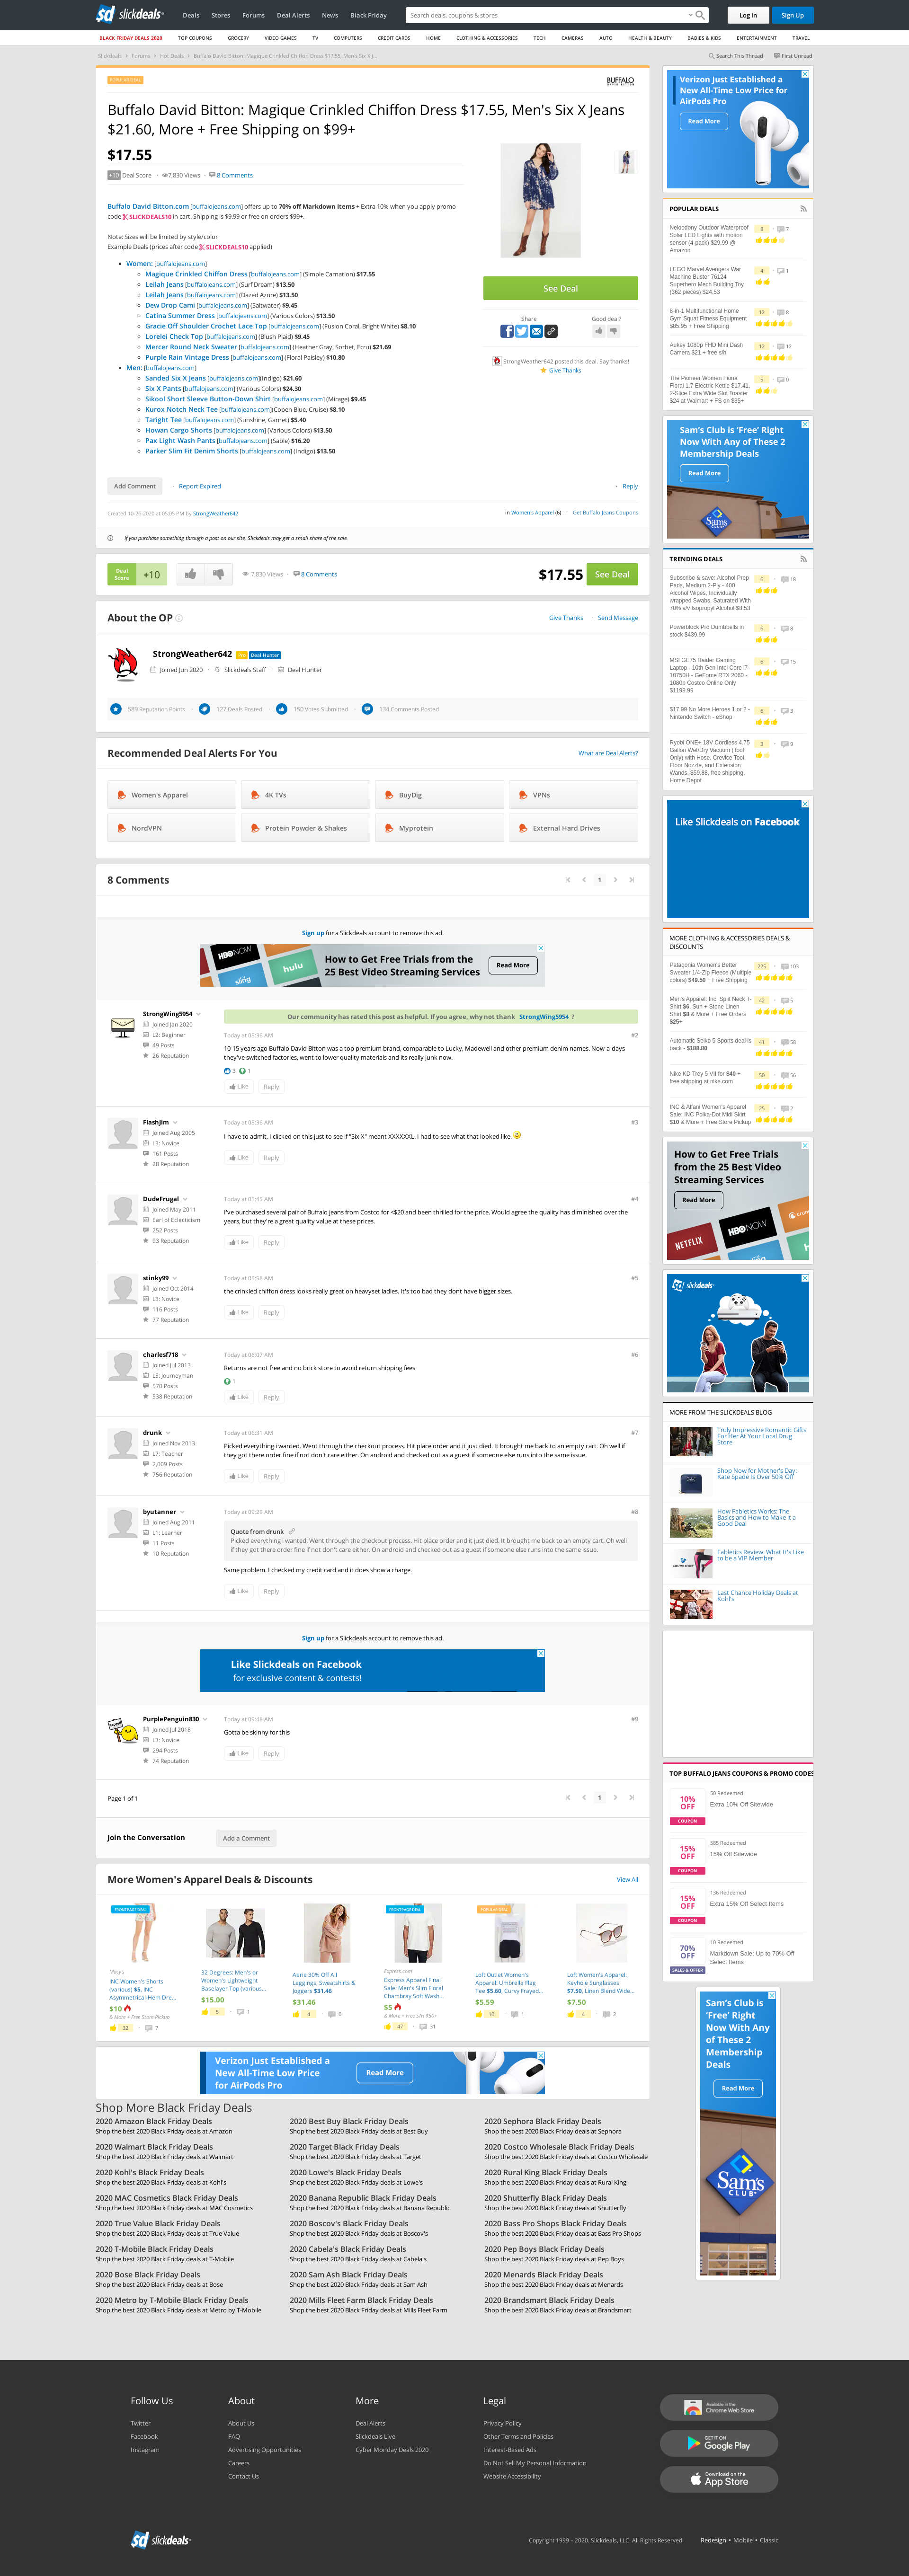 slickdeals
Deals Stores Forums Deal Alerts News Black Friday
Search deals, coupons & stores
Log In Sign Up
BLACK FRIDAY DEALS 2020 TOP COUPONS GROCERY VIDEO GAMES TV COMPUTERS CREDIT CARDS HOME CLOTHING & ACCESSORIES TECH CAMERAS AUTO HEALTH & BEAUTY BABIES & KIDS ENTERTAINMENT TRAVEL
Slickdeals > Forums > Hot Deals > Buffalo David Bitton: Magique Crinkled Chiffon Dress $17.55, Men's Six X J...
Search This Thread First Unread
POPULAR DEAL
BUFFALO
DAVID BITTON
Buffalo David Bitton: Magique Crinkled Chiffon Dress $17.55, Men's Six X Jeans
$21.60, More + Free Shipping on $99+
$17.55
+10 Deal Score 7,830 Views 8 Comments
Buffalo David Bitton.com [buffalojeans.com] offers up to 70% off Markdown Items + Extra 10% when you apply promo
code SLICKDEALS10 in cart. Shipping is $9.99 or free on orders $99+.
Note: Sizes will be limited by style/color
Example Deals (prices after code SLICKDEALS10 applied)
Women: [buffalojeans.com]
Magique Crinkled Chiffon Dress [buffalojeans.com] (Simple Carnation) $17.55
Leilah Jeans [buffalojeans.com] (Surf Dream) $13.50
Leilah Jeans [buffalojeans.com] (Dazed Azure) $13.50
Dew Drop Cami [buffalojeans.com] (Saltwater) $9.45
Catina Summer Dress [buffalojeans.com] (Various Colors) $13.50
Gracie Off Shoulder Crochet Lace Top [buffalojeans.com] (Fusion Coral, Bright White) $8.10
Lorelei Check Top [buffalojeans.com] (Blush Plaid) $9.45
Mercer Round Neck Sweater [buffalojeans.com] (Heather Gray, Sorbet, Ecru) $21.69
Purple Rain Vintage Dress [buffalojeans.com] (Floral Paisley) $10.80
Men: [buffalojeans.com]
Sanded Six X Jeans [buffalojeans.com](Indigo) $21.60
Six X Pants [buffalojeans.com] (Various Colors) $24.30
Sikool Short Sleeve Button-Down Shirt [buffalojeans.com] (Mirage) $9.45
Kurox Notch Neck Tee [buffalojeans.com](Copen Blue, Cruise) $8.10
Taright Tee [buffalojeans.com] (Sunshine, Garnet) $5.40
Howan Cargo Shorts [buffalojeans.com] (Various Colors) $13.50
Pax Light Wash Pants [buffalojeans.com] (Sable) $16.20
Parker Slim Fit Denim Shorts [buffalojeans.com] (Indigo) $13.50
See Deal
Share Good deal?
StrongWeather642 posted this deal. Say thanks!
Give Thanks
Add Comment Report Expired Reply
Created 10-26-2020 at 05:05 PM by StrongWeather642
in Women's Apparel (6) Get Buffalo Jeans Coupons
If you purchase something through a post on our site, Slickdeals may get a small share of the sale.
Deal
Score
+10
7,835 Views 8 Comments
$17.55 See Deal
About the OP
Give Thanks Send Message
StrongWeather642 Pro Deal Hunter
Joined Jun 2020 Slickdeals Staff Deal Hunter
589 Reputation Points 127 Deals Posted 150 Votes Submitted 134 Comments Posted
Recommended Deal Alerts For You
What are Deal Alerts?
Women's Apparel 4K TVs BuyDig VPNs
NordVPN Protein Powder & Shakes Myprotein External Hard Drives
8 Comments
1
Sign up for a Slickdeals account to remove this ad.
HBO NOW
sling
hulu
How to Get Free Trials from the
25 Best Video Streaming Services
Read More
StrongWing5954
Joined Jan 2020
L2: Beginner
49 Posts
26 Reputation
Our community has rated this post as helpful. If you agree, why not thank StrongWing5954 ?
Today at 05:36 AM #2
10-15 years ago Buffalo David Bitton was a top premium brand, comparable to Lucky, Madewell and other premium denim names. Now-a-days
they've switched factories, went to lower quality materials and its really junk now.
3 1
Like Reply
FlashJim
Joined Aug 2005
L3: Novice
161 Posts
28 Reputation
Today at 05:36 AM #3
I have to admit, I clicked on this just to see if "Six X" meant XXXXXXL. I had to see what that looked like.
Like Reply
DudeFrugal
Joined May 2011
Earl of Eclecticism
252 Posts
93 Reputation
Today at 05:45 AM #4
I've purchased several pair of Buffalo jeans from Costco for <$20 and been thrilled for the price. Would agree the quality has diminished over the
years, but they're a great quality value at these prices.
Like Reply
stinky99
Joined Oct 2014
L3: Novice
116 Posts
77 Reputation
Today at 05:58 AM #5
the crinkled chiffon dress looks really great on heavyset ladies. It's too bad they dont have bigger sizes.
Like Reply
charlesf718
Joined Jul 2013
L5: Journeyman
570 Posts
538 Reputation
Today at 06:07 AM #6
Returns are not free and no brick store to avoid return shipping fees
1
Like Reply
drunk
Joined Nov 2013
L7: Teacher
2,009 Posts
756 Reputation
Today at 06:31 AM #7
Picked everything i wanted. Went through the checkout process. Hit place order and it just died. It brought me back to an empty cart. Oh well if
they got there order fine if not don't care either. On android and checked out as a guest if someone else runs into the same issue.
Like Reply
byutanner
Joined Aug 2011
L1: Learner
11 Posts
10 Reputation
Today at 09:29 AM #8
Quote from drunk
Picked everything i wanted. Went through the checkout process. Hit place order and it just died. It brought me back to an empty cart. Oh well
if they got there order fine if not don't care either. On android and checked out as a guest if someone else runs into the same issue.
Same problem. I checked my credit card and it does show a charge.
Like Reply
Sign up for a Slickdeals account to remove this ad.
Like Slickdeals on Facebook
for exclusive content & contests!
PurplePenguin830
Joined Jul 2018
L3: Novice
294 Posts
74 Reputation
Today at 09:48 AM #9
Gotta be skinny for this
Like Reply
Page 1 of 1
1
Join the Conversation Add a Comment
More Women's Apparel Deals & Discounts
View All
FRONTPAGE DEAL
Macy's
INC Women's Shorts
(various) $5, INC
Asymmetrical-Hem Dre...
$10
& More + Free Store Pickup
32 7
32 Degrees: Men's or
Women's Lightweight
Baselayer Top (various...
$15.00
5 1
Aerie 30% Off All
Leggings, Sweatshirts &
Joggers $31.46
$31.46
4 0
FRONTPAGE DEAL
Express.com
Express Apparel Final
Sale: Men's Slim Floral
Chambray Soft Wash...
$5
& More + Free S/H $50+
47 31
POPULAR DEAL
Loft Outlet Women's
Apparel: Umbrella Flag
Tee $5.60, Curvy Frayed...
$5.59
10 1
Loft Women's Apparel:
Keyhole Sunglasses
$7.50, Linen Blend Wide...
$7.50
4 2
Verizon Just Established a
New All-Time Low Price
for AirPods Pro
Read More
Shop More Black Friday Deals
2020 Amazon Black Friday Deals
Shop the best 2020 Black Friday deals at Amazon
2020 Best Buy Black Friday Deals
Shop the best 2020 Black Friday deals at Best Buy
2020 Sephora Black Friday Deals
Shop the best 2020 Black Friday deals at Sephora
2020 Walmart Black Friday Deals
Shop the best 2020 Black Friday deals at Walmart
2020 Target Black Friday Deals
Shop the best 2020 Black Friday deals at Target
2020 Costco Wholesale Black Friday Deals
Shop the best 2020 Black Friday deals at Costco Wholesale
2020 Kohl's Black Friday Deals
Shop the best 2020 Black Friday deals at Kohl's
2020 Lowe's Black Friday Deals
Shop the best 2020 Black Friday deals at Lowe's
2020 Rural King Black Friday Deals
Shop the best 2020 Black Friday deals at Rural King
2020 MAC Cosmetics Black Friday Deals
Shop the best 2020 Black Friday deals at MAC Cosmetics
2020 Banana Republic Black Friday Deals
Shop the best 2020 Black Friday deals at Banana Republic
2020 Shutterfly Black Friday Deals
Shop the best 2020 Black Friday deals at Shutterfly
2020 True Value Black Friday Deals
Shop the best 2020 Black Friday deals at True Value
2020 Boscov's Black Friday Deals
Shop the best 2020 Black Friday deals at Boscov's
2020 Bass Pro Shops Black Friday Deals
Shop the best 2020 Black Friday deals at Bass Pro Shops
2020 T-Mobile Black Friday Deals
Shop the best 2020 Black Friday deals at T-Mobile
2020 Cabela's Black Friday Deals
Shop the best 2020 Black Friday deals at Cabela's
2020 Pep Boys Black Friday Deals
Shop the best 2020 Black Friday deals at Pep Boys
2020 Bose Black Friday Deals
Shop the best 2020 Black Friday deals at Bose
2020 Sam Ash Black Friday Deals
Shop the best 2020 Black Friday deals at Sam Ash
2020 Menards Black Friday Deals
Shop the best 2020 Black Friday deals at Menards
2020 Metro by T-Mobile Black Friday Deals
Shop the best 2020 Black Friday deals at Metro by T-Mobile
2020 Mills Fleet Farm Black Friday Deals
Shop the best 2020 Black Friday deals at Mills Fleet Farm
2020 Brandsmart Black Friday Deals
Shop the best 2020 Black Friday deals at Brandsmart
Verizon Just Established a
New All-Time Low Price for
AirPods Pro
Read More
POPULAR DEALS
Neloodony Outdoor Waterproof
Solar LED Lights with motion
sensor (4-pack) $29.99 @
Amazon
8 7
LEGO Marvel Avengers War
Machine Buster 76124
Superhero Mech Building Toy
(362 pieces) $24.53
4 1
8-in-1 Multifunctional Home
Gym Squat Fitness Equipment
$85.95 + Free Shipping
12 8
Aukey 1080p FHD Mini Dash
Camera $21 + free s/h
12 12
The Pioneer Women Fiona
Floral 1.7 Electric Kettle $17.41,
2-Slice Extra Wide Slot Toaster
$24 at Walmart + FS on $35+
5 0
Sam's Club is 'Free' Right
Now With Any of These 2
Membership Deals
Read More
Sam's
CLUB
TRENDING DEALS
Subscribe & save: Alcohol Prep
Pads, Medium 2-Ply - 400
Alcohol Wipes, Individually
wrapped Swabs, Saturated With
70% v/v Isopropyl Alcohol $8.53
6 18
Powerblock Pro Dumbbells in
stock $439.99
6 8
MSI GE75 Raider Gaming
Laptop - 10th Gen Intel Core i7-
10750H - GeForce RTX 2060 -
1080p Costco Online Only
$1199.99
6 15
$17.99 No More Heroes 1 or 2 -
Nintendo Switch - eShop
6 3
Ryobi ONE+ 18V Cordless 4.75
Gallon Wet/Dry Vacuum (Tool
Only) with Hose, Crevice Tool,
Floor Nozzle, and Extension
Wands, $59.88, free shipping,
Home Depot
3 9
Like Slickdeals on Facebook
MORE CLOTHING & ACCESSORIES DEALS &
DISCOUNTS
Patagonia Women's Better
Sweater 1/4-Zip Fleece (Multiple
colors) $49.50 + Free Shipping
225 103
Men's Apparel: Inc. Split Neck T-
Shirt $6, Sun + Stone Linen
Shirt $8 & More + Free Orders
$25+
42 5
Automatic Seiko 5 Sports deal is
back - $188.80
41 58
Nike KD Trey 5 VII for $40 +
free shipping at nike.com
50 56
INC & Alfani Women's Apparel
Sale: INC Polka-Dot Midi Skirt
$10 & More + Free Store Pickup
25 2
How to Get Free Trials
from the 25 Best Video
Streaming Services
Read More
NETFLIX
HBO NOW
hulu
slickdeals
MORE FROM THE SLICKDEALS BLOG
Truly Impressive Romantic Gifts
For Her At Your Local Drug
Store
Shop Now for Mother's Day:
Kate Spade Is Over 50% Off
How Fabletics Works: The
Basics and How to Make it a
Good Deal
Fabletics Review: What It's Like
to be a VIP Member
Last Chance Holiday Deals at
Kohl's
TOP BUFFALO JEANS COUPONS & PROMO CODES
10%
OFF
COUPON
50 Redeemed
Extra 10% Off Sitewide
15%
OFF
COUPON
585 Redeemed
15% Off Sitewide
15%
OFF
COUPON
136 Redeemed
Extra 15% Off Select Items
70%
OFF
SALES & OFFER
10 Redeemed
Markdown Sale: Up to 70% Off
Select Items
Sam's Club is
'Free' Right
Now With Any
of These 2
Membership
Deals
Read More
Sam's
CLUB
Follow Us
Twitter
Facebook
Instagram
About
About Us
FAQ
Advertising Opportunities
Careers
Contact Us
More
Deal Alerts
Slickdeals Live
Cyber Monday Deals 2020
Legal
Privacy Policy
Other Terms and Policies
Interest-Based Ads
Do Not Sell My Personal Information
Website Accessibility
Available in the
Chrome Web Store
GET IT ON
Google Play
Download on the
App Store
slickdeals
Copyright 1999 - 2020. Slickdeals, LLC. All Rights Reserved. Redesign • Mobile • Classic